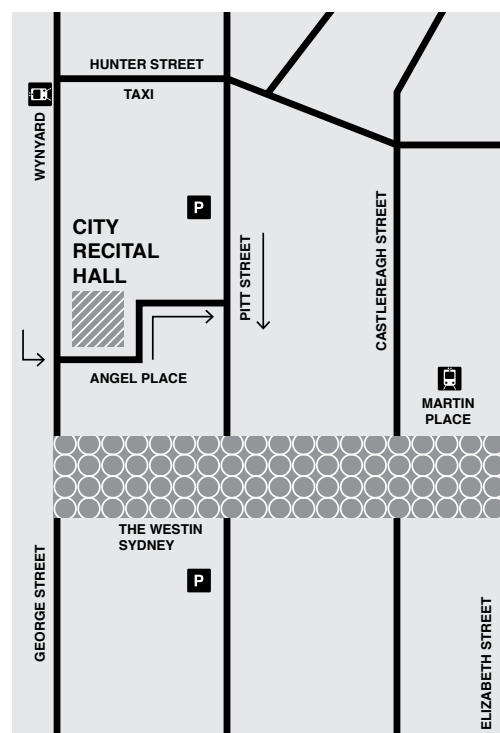 HUNTER STREET
TAXI
WYNYARD
P
CITY
RECITAL
HALL
PITT STREET
CASTLEREAGH STREET
ANGEL PLACE
MARTIN
PLACE
THE WESTIN
SYDNEY
P
GEORGE STREET
ELIZABETH STREET